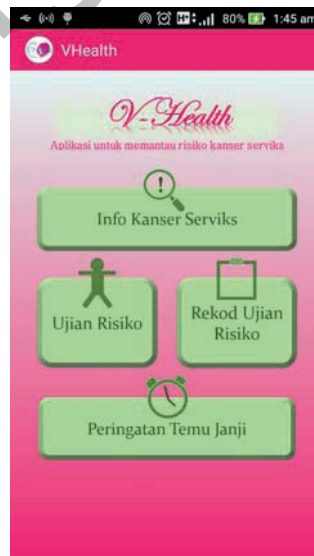 80% 1:45 am
VHealth
V-Health
Aplikasi untuk memantau risiko kanser serviks
Info Kanser Serviks
Ujian Risiko
Rekod Ujian
Risiko
Peringatan Temu Janji